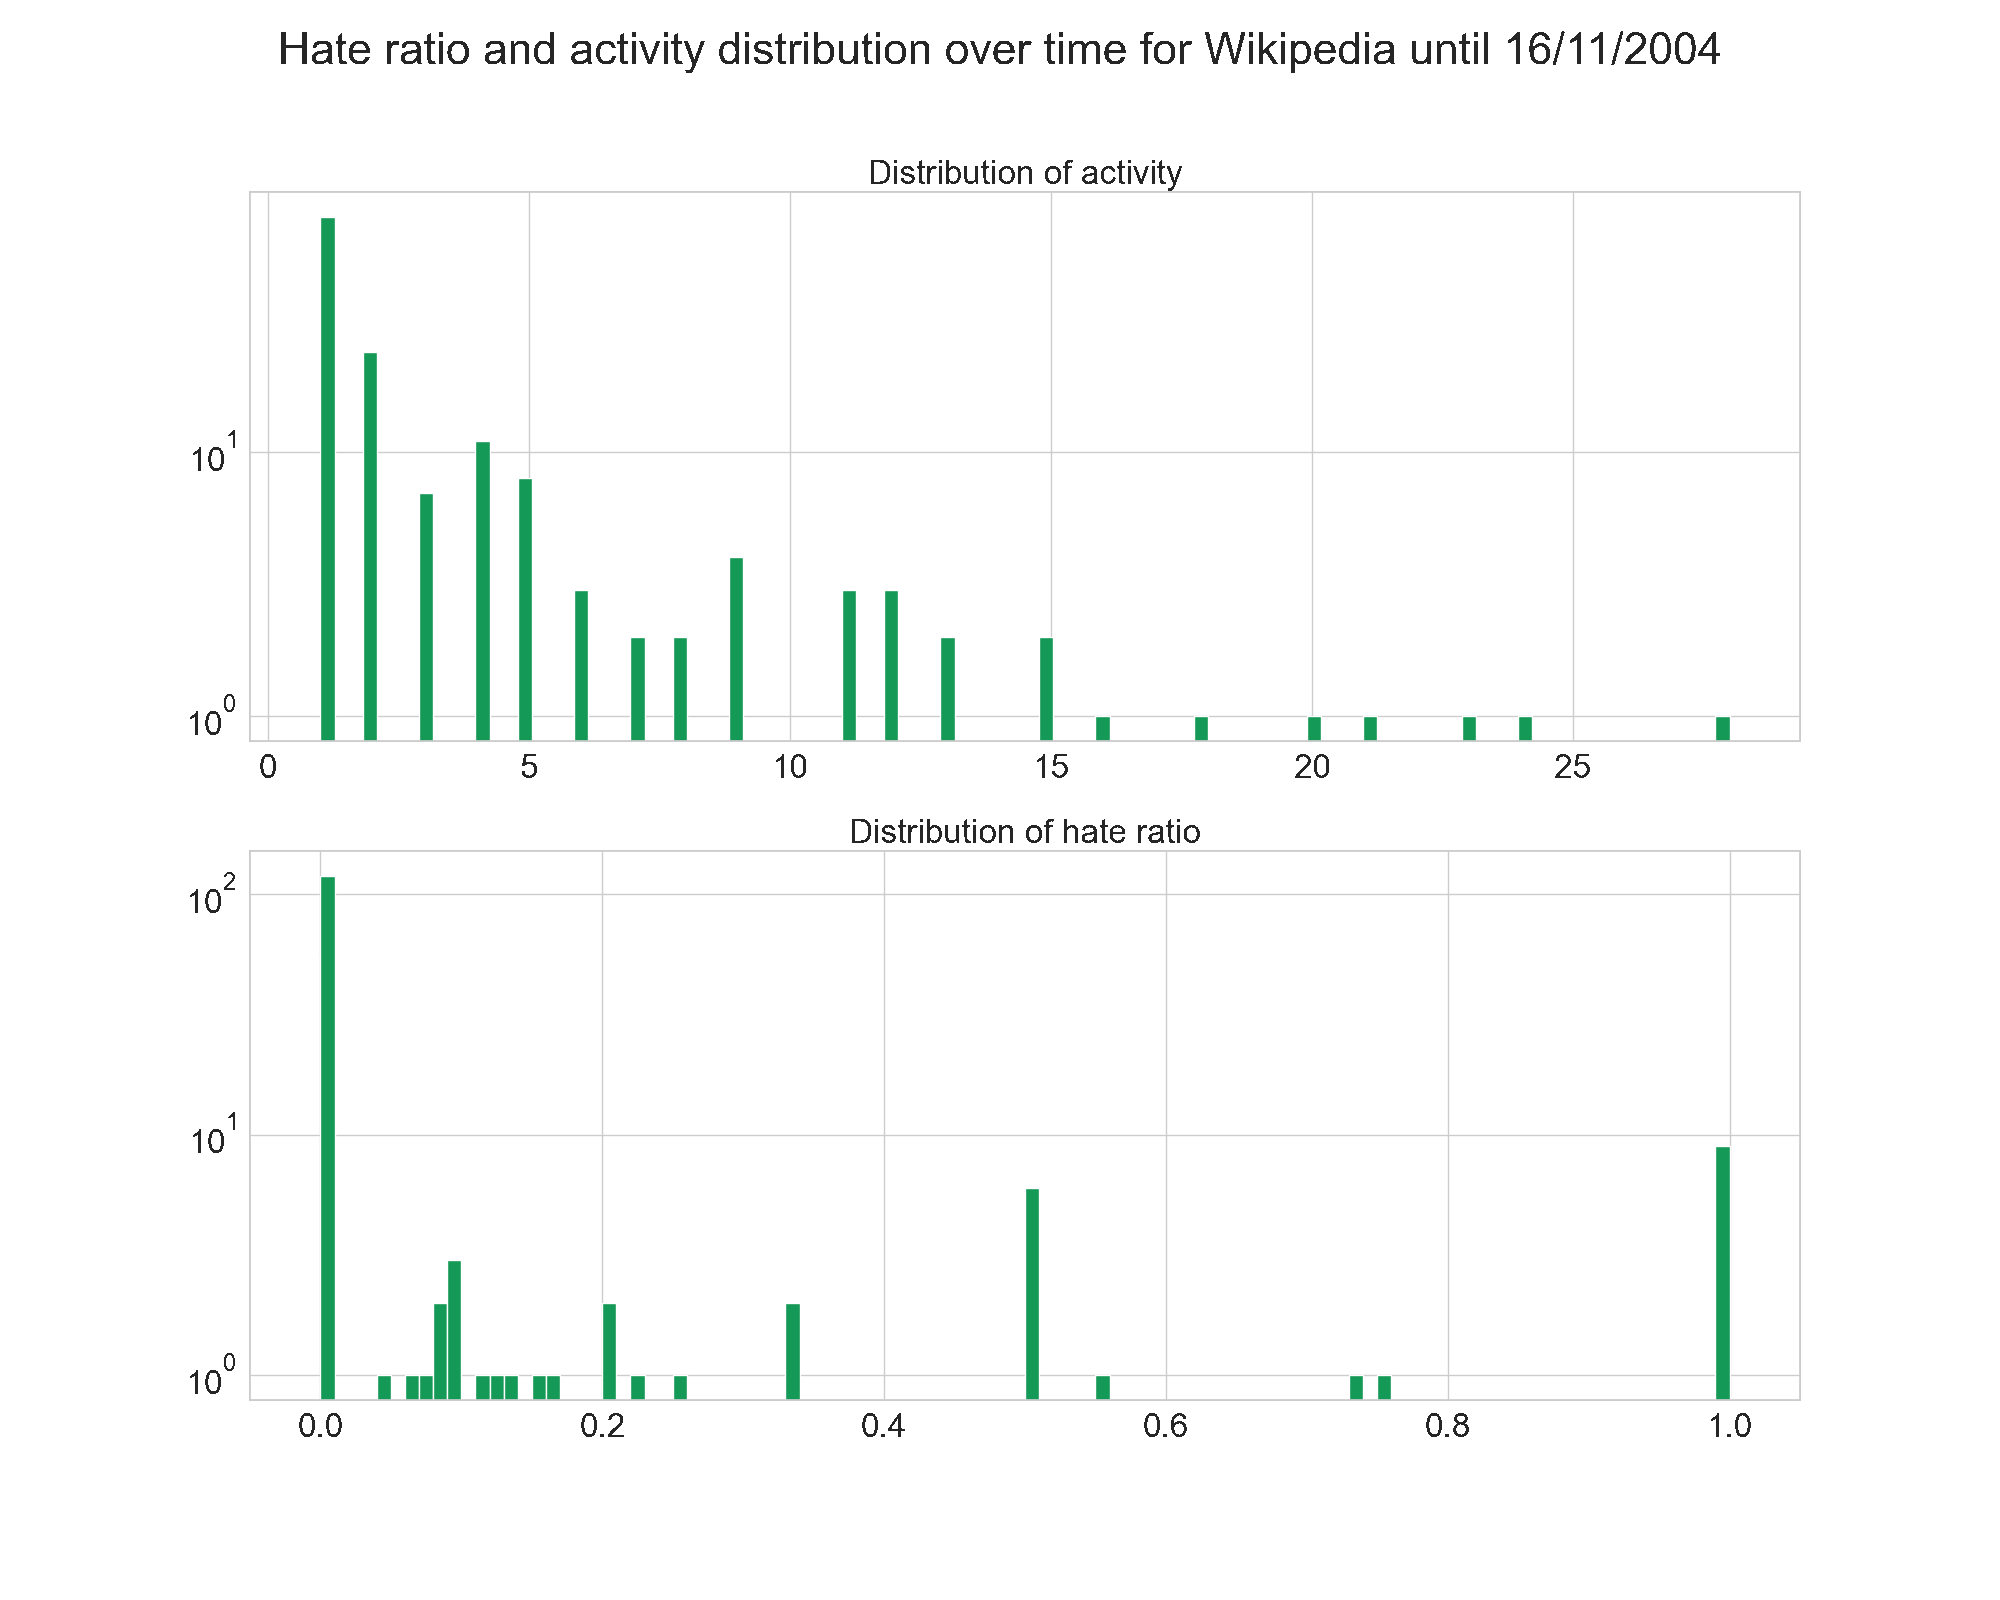 Hate ratio and activity distribution over time for Wikipedia until 16/11/2004
Distribution of activity
10^1
10^0
0 5 10 15 20 25
Distribution of hate ratio
10^2
10^1
10^0
0.0 0.2 0.4 0.6 0.8 1.0